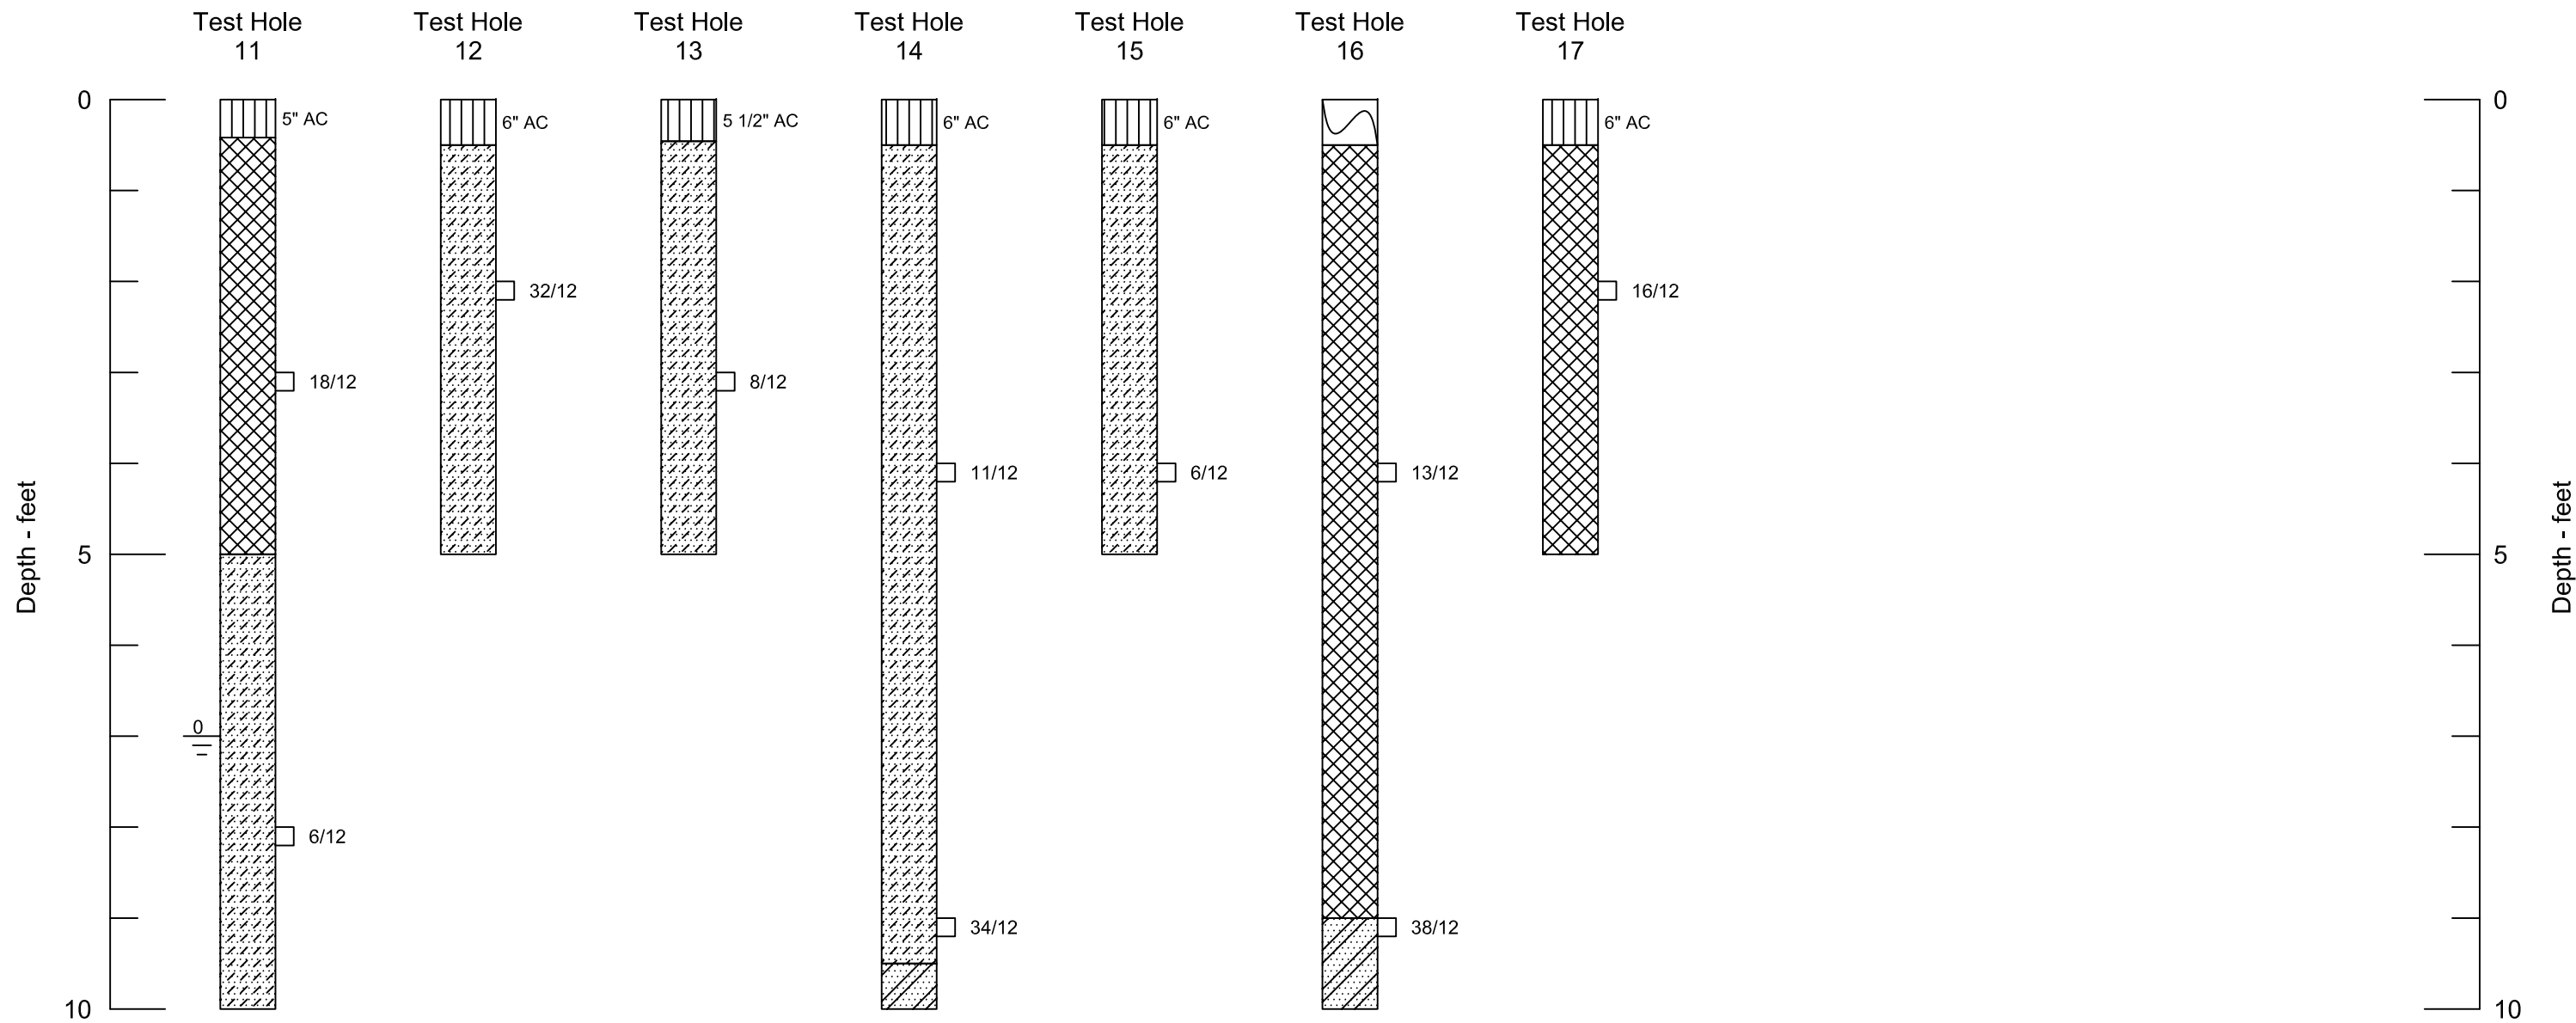 Test Hole
11
Test Hole
12
Test Hole
13
Test Hole
14
Test Hole
15
Test Hole
16
Test Hole
17
0
5" AC
6" AC
5 1/2" AC
6" AC
6" AC
6" AC
0
32/12
16/12
18/12
8/12
11/12
6/12
13/12
Depth - feet
5
5
Depth - feet
0
6/12
34/12
38/12
10
10